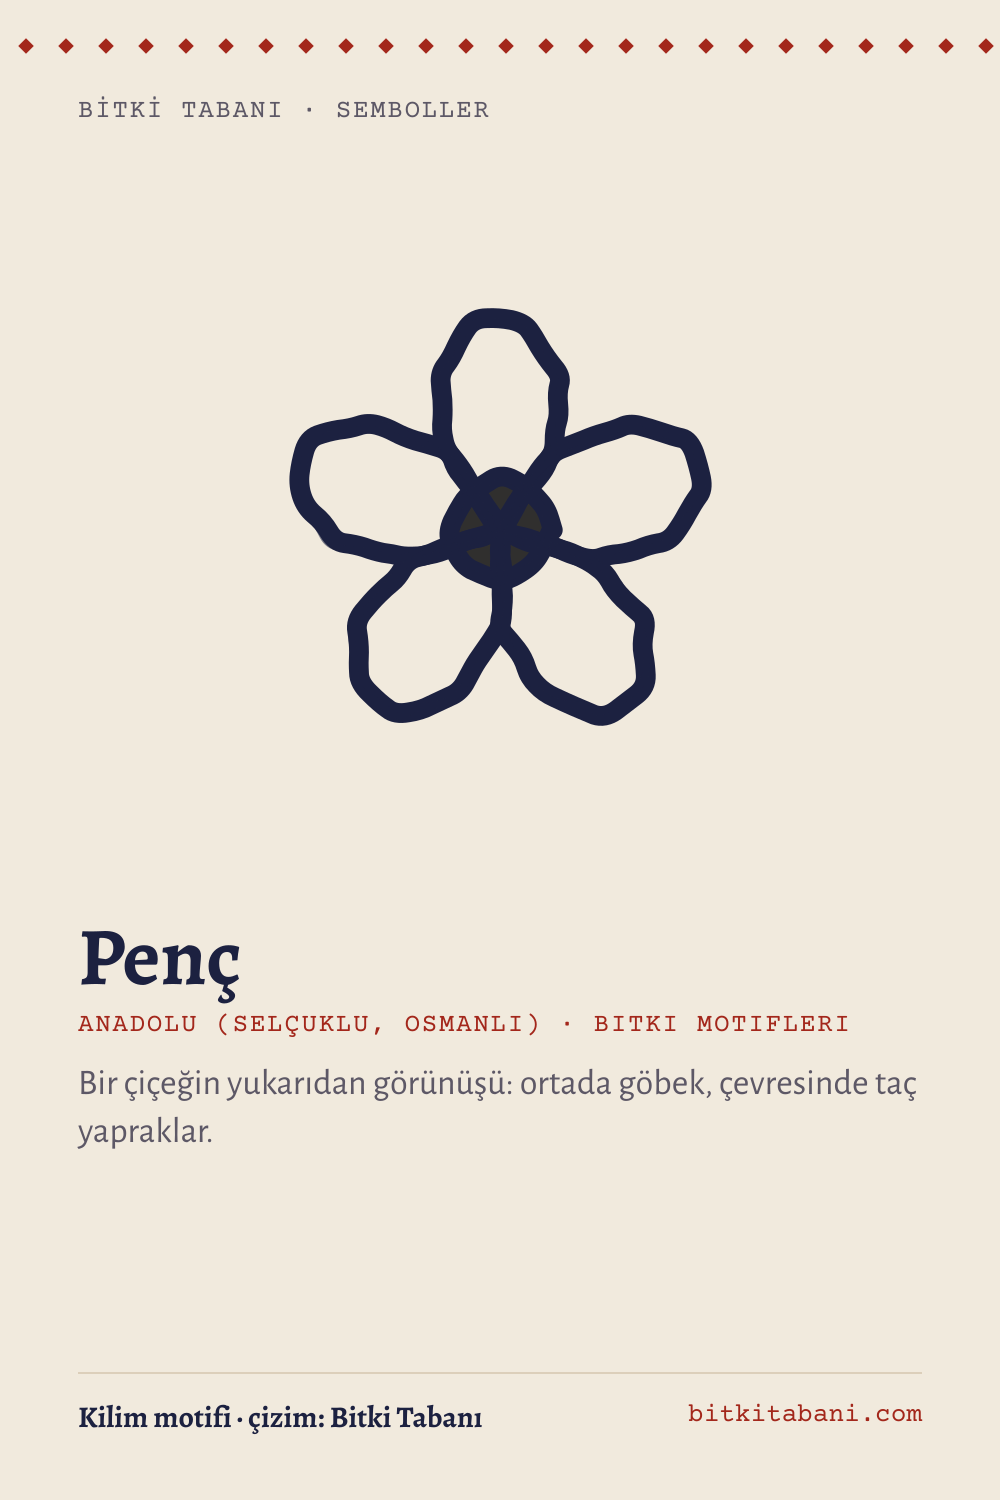 BİTKİ TABANI · SEMBOLLER
Penç
ANADOLU (SELÇUKLU, OSMANLI) · BITKI MOTIFLERI
Bir çiçeğin yukarıdan görünüşü: ortada göbek, çevresinde taç
yapraklar.
Kilim motifi · çizim: Bitki Tabanı
bitkitabani.com